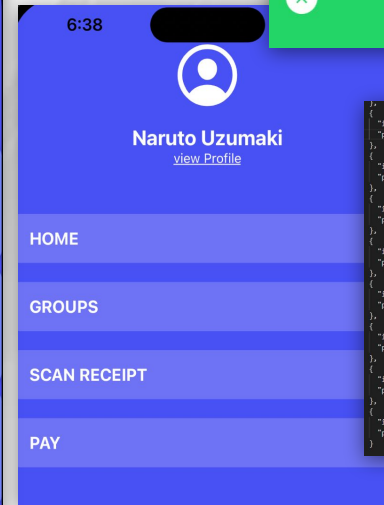 6:38
Naruto Uzumaki
view Profile
HOME
GROUPS
SCAN RECEIPT
PAY